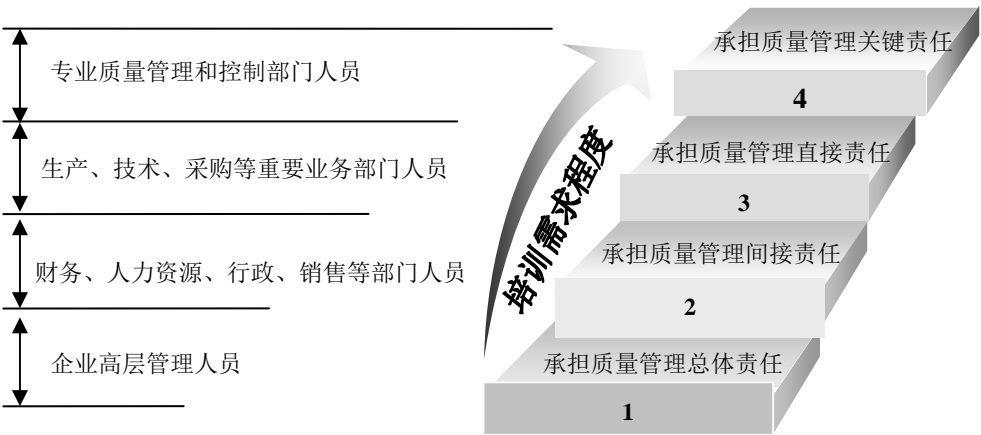 专业质量管理和控制部门人员
生产、技术、采购等重要业务部门人员
财务、人力资源、行政、销售等部门人员
企业高层管理人员
培训需求程度
承担质量管理关键责任
4
承担质量管理直接责任
3
承担质量管理间接责任
2
承担质量管理总体责任
1